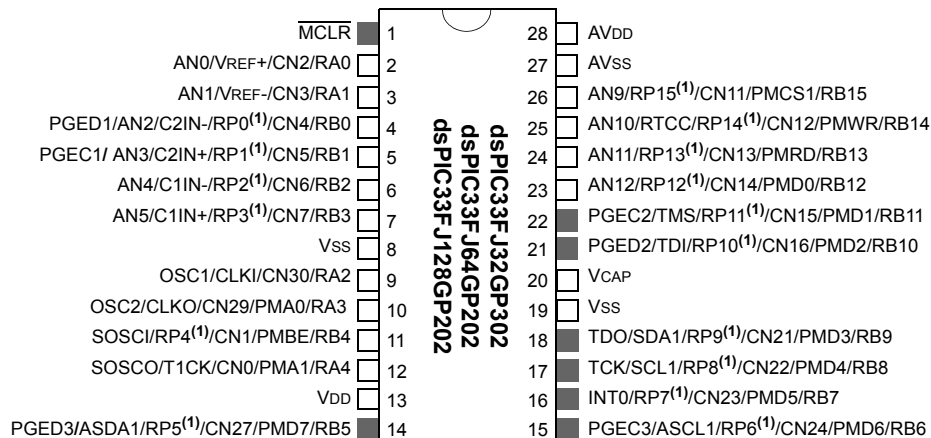 MCLR 1
AN0/VREF+/CN2/RA0 2
AN1/VREF-/CN3/RA1 3
PGED1/AN2/C2IN-/RP0(1)/CN4/RB0 4
PGEC1/ AN3/C2IN+/RP1(1)/CN5/RB1 5
AN4/C1IN-/RP2(1)/CN6/RB2 6
AN5/C1IN+/RP3(1)/CN7/RB3 7
VSS 8
OSC1/CLKI/CN30/RA2 9
OSC2/CLKO/CN29/PMA0/RA3 10
SOSCI/RP4(1)/CN1/PMBE/RB4 11
SOSCO/T1CK/CN0/PMA1/RA4 12
VDD 13
PGED3/ASDA1/RP5(1)/CN27/PMD7/RB5 14
dsPIC33FJ32GP302
dsPIC33FJ64GP202
dsPIC33FJ128GP202
28 AVDD
27 AVSS
26 AN9/RP15(1)/CN11/PMCS1/RB15
25 AN10/RTCC/RP14(1)/CN12/PMWR/RB14
24 AN11/RP13(1)/CN13/PMRD/RB13
23 AN12/RP12(1)/CN14/PMD0/RB12
22 PGEC2/TMS/RP11(1)/CN15/PMD1/RB11
21 PGED2/TDI/RP10(1)/CN16/PMD2/RB10
20 VCAP
19 VSS
18 TDO/SDA1/RP9(1)/CN21/PMD3/RB9
17 TCK/SCL1/RP8(1)/CN22/PMD4/RB8
16 INT0/RP7(1)/CN23/PMD5/RB7
15 PGEC3/ASCL1/RP6(1)/CN24/PMD6/RB6